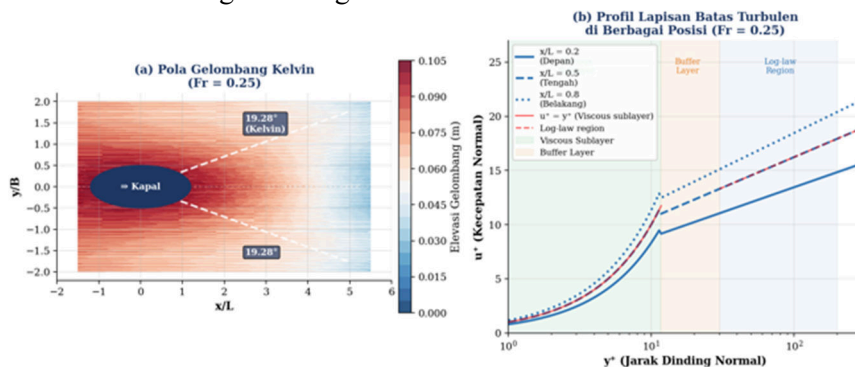 (a) Pola Gelombang Kelvin
(Fr = 0.25)
2.0
1.5
1.0
0.5
0.0
−0.5
−1.0
−1.5
−2.0
y/B
19.28°
(Kelvin)
⇒ Kapal
19.28°
−2
−1
0
1
2
3
4
5
6
x/L
0.105
0.090
0.075
0.060
0.045
0.030
0.015
0.000
Elevasi Gelombang (m)
(b) Profil Lapisan Batas Turbulen
di Berbagai Posisi (Fr = 0.25)
x/L = 0.2
(Depan)
x/L = 0.5
(Tengah)
x/L = 0.8
(Belakang)
u⁺ = y⁺ (Viscous sublayer)
Log-law region
Viscous Sublayer
Buffer Layer
Buffer
Layer
Log-law
Region
25
20
15
10
5
0
u⁺ (Kecepatan Normal)
10⁰
10¹
10²
y⁺ (Jarak Dinding Normal)